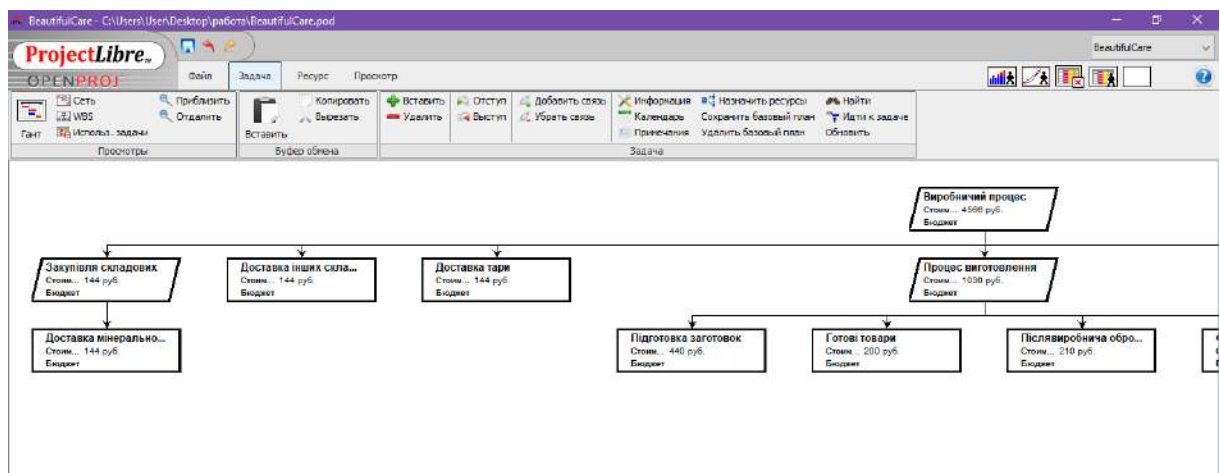 BeautifulCare - C:\Users\User\Desktop\работа\BeautifulCare.pod
ProjectLibre
OPENPROJ
BeautifulCare
Файл Задача Ресурс Просмотр
Гант
Сеть
WBS
Использ. задачи
Приблизить
Отдалить
Просмотры
Вставить
Копировать
Вырезать
Буфер обмена
Вставить
Удалить
Отступ
Выступ
Добавить связь
Убрать связь
Информация
Календарь
Примечания
Назначить ресурсы
Сохранить базовый план
Удалить базовый план
Найти
Идти к задаче
Обновить
Задача
Виробничий процес
Стоим... 4568 руб.
Бюджет
Закупівля складових
Стоим... 144 руб.
Бюджет
Доставка інших скла...
Стоим... 144 руб.
Бюджет
Доставка тари
Стоим... 144 руб.
Бюджет
Процес виготовлення
Стоим... 1030 руб.
Бюджет
Доставка мінерально...
Стоим... 144 руб.
Бюджет
Підготовка заготовок
Стоим... 440 руб.
Бюджет
Готові товари
Стоим... 200 руб.
Бюджет
Післявиробнича обро...
Стоим... 210 руб.
Бюджет